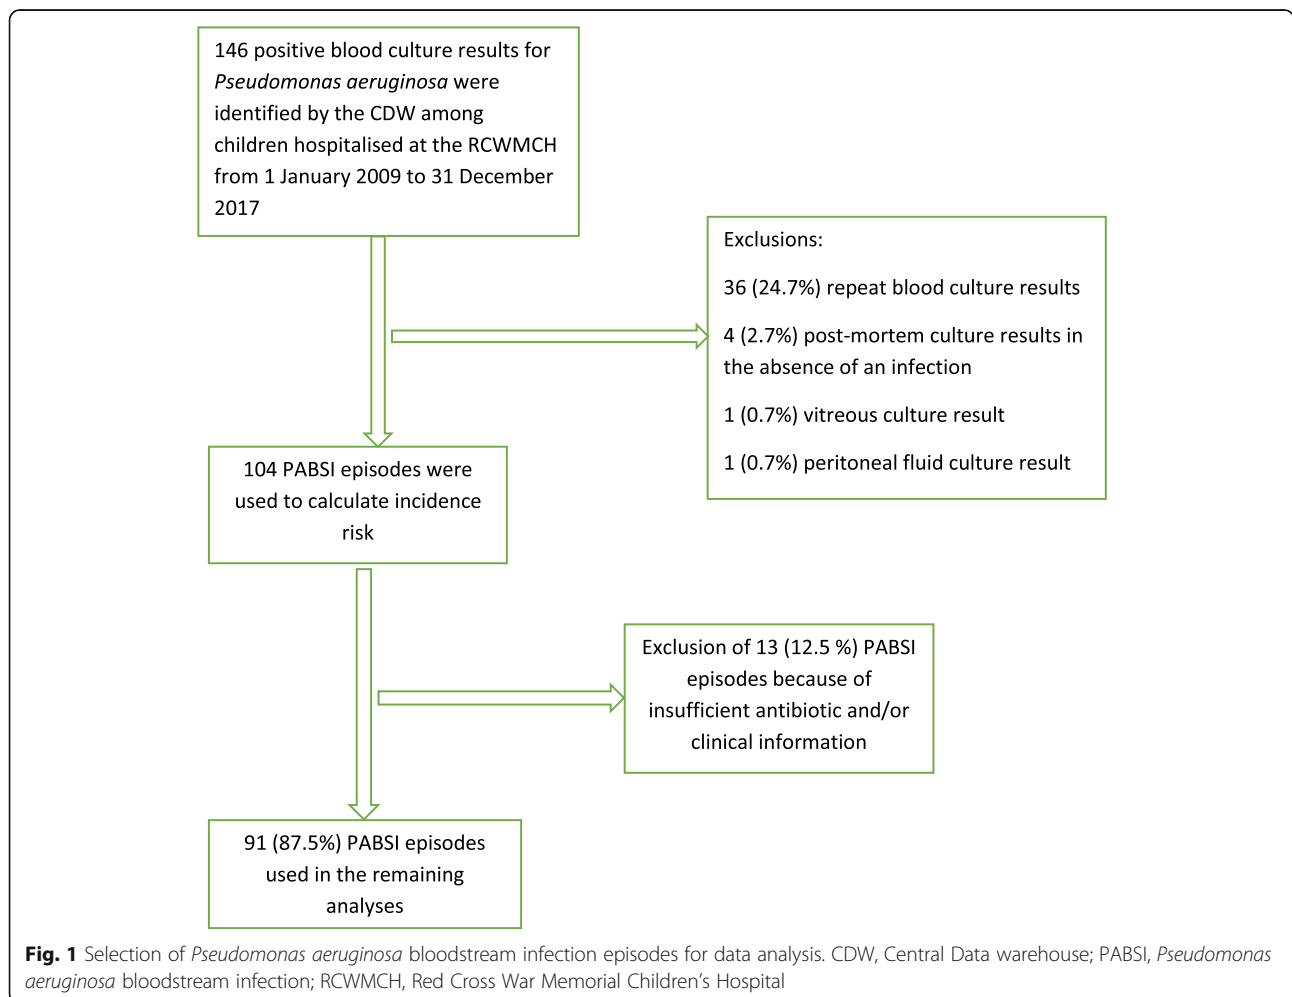 146 positive blood culture results for
Pseudomonas aeruginosa were
identified by the CDW among
children hospitalised at the RCWMCH
from 1 January 2009 to 31 December
2017
Exclusions:
36 (24.7%) repeat blood culture results
4 (2.7%) post-mortem culture results in
the absence of an infection
1 (0.7%) vitreous culture result
1 (0.7%) peritoneal fluid culture result
104 PABSI episodes were
used to calculate incidence
risk
Exclusion of 13 (12.5 %) PABSI
episodes because of
insufficient antibiotic and/or
clinical information
91 (87.5%) PABSI episodes
used in the remaining
analyses
Fig. 1 Selection of Pseudomonas aeruginosa bloodstream infection episodes for data analysis. CDW, Central Data warehouse; PABSI, Pseudomonas
aeruginosa bloodstream infection; RCWMCH, Red Cross War Memorial Children’s Hospital